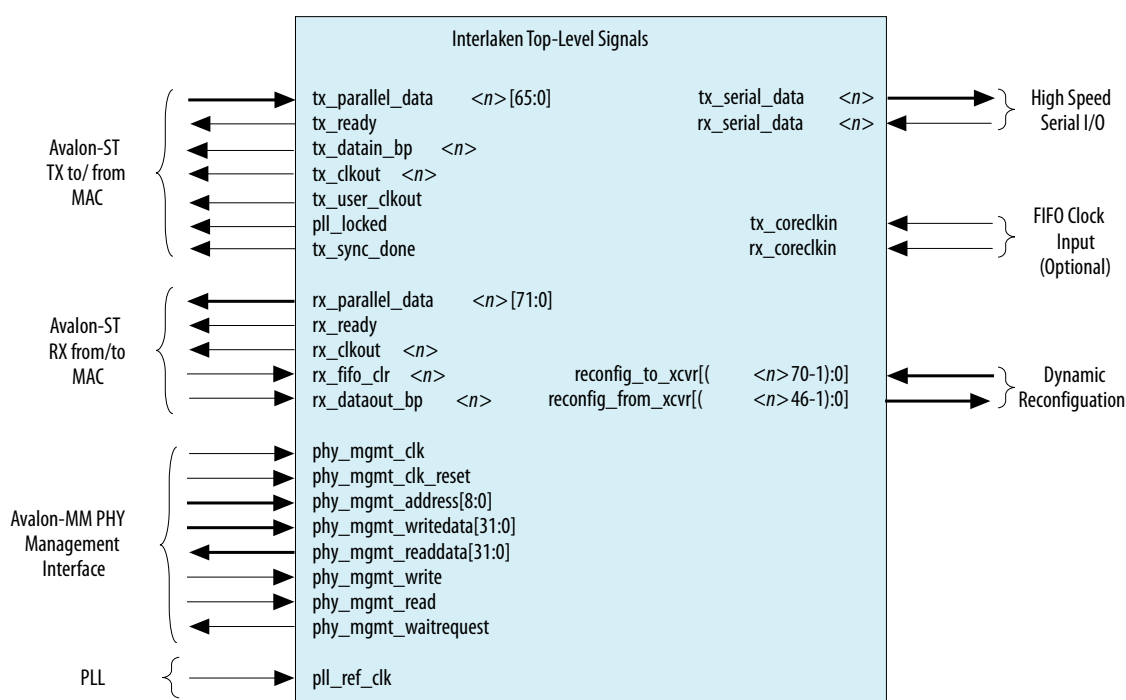 Interlaken Top-Level Signals
Avalon-ST
TX to/ from
MAC
tx_parallel_data <n>[65:0]
tx_ready
tx_datain_bp <n>
tx_clkout <n>
tx_user_clkout
pll_locked
tx_sync_done
tx_serial_data <n>
rx_serial_data <n>
High Speed
Serial I/O
tx_coreclkin
rx_coreclkin
FIFO Clock
Input
(Optional)
Avalon-ST
RX from/to
MAC
rx_parallel_data <n>[71:0]
rx_ready
rx_clkout <n>
rx_fifo_clr <n>
rx_dataout_bp <n>
reconfig_to_xcvr[( <n>70-1):0]
reconfig_from_xcvr[( <n>46-1):0]
Dynamic
Reconfiguation
Avalon-MM PHY
Management
Interface
phy_mgmt_clk
phy_mgmt_clk_reset
phy_mgmt_address[8:0]
phy_mgmt_writedata[31:0]
phy_mgmt_readdata[31:0]
phy_mgmt_write
phy_mgmt_read
phy_mgmt_waitrequest
PLL
pll_ref_clk